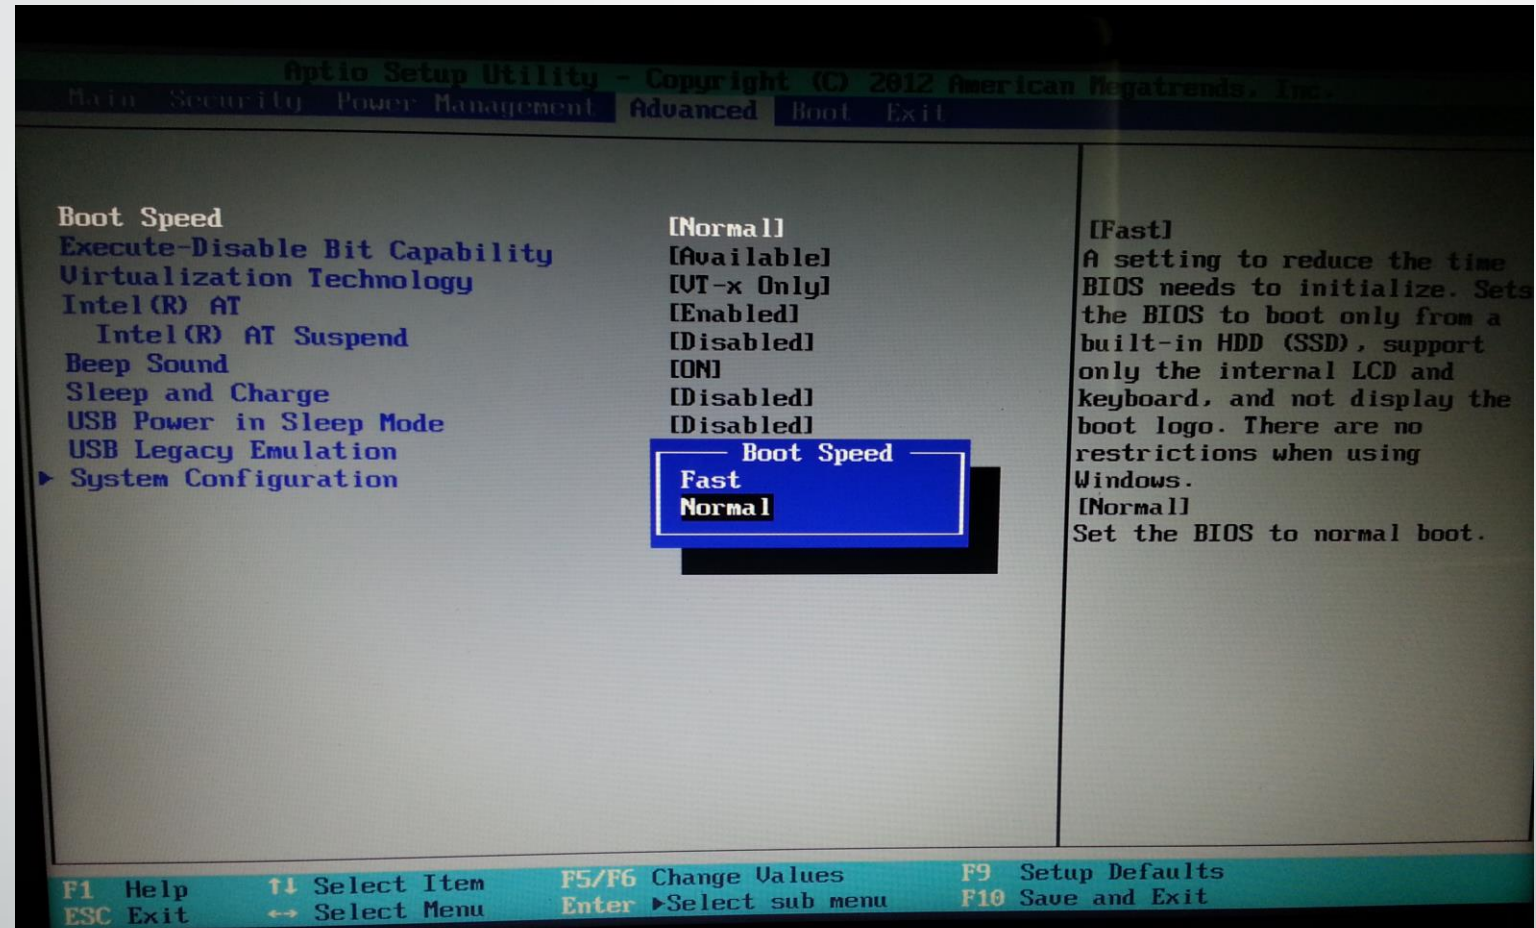 Aptio Setup Utility - Copyright (C) 2012 American Megatrends, Inc.
Main Security Power Management Advanced Boot Exit
Boot Speed [Normal]
Execute-Disable Bit Capability [Available]
Virtualization Technology [VT-x Only]
Intel(R) AT [Enabled]
Intel(R) AT Suspend [Disabled]
Beep Sound [ON]
Sleep and Charge [Disabled]
USB Power in Sleep Mode [Disabled]
USB Legacy Emulation
► System Configuration
Boot Speed
Fast
Normal
[Fast]
A setting to reduce the time
BIOS needs to initialize. Sets
the BIOS to boot only from a
built-in HDD (SSD), support
only the internal LCD and
keyboard, and not display the
boot logo. There are no
restrictions when using
Windows.
[Normal]
Set the BIOS to normal boot.
F1 Help ↑↓ Select Item F5/F6 Change Values F9 Setup Defaults
ESC Exit ←→ Select Menu Enter ►Select sub menu F10 Save and Exit